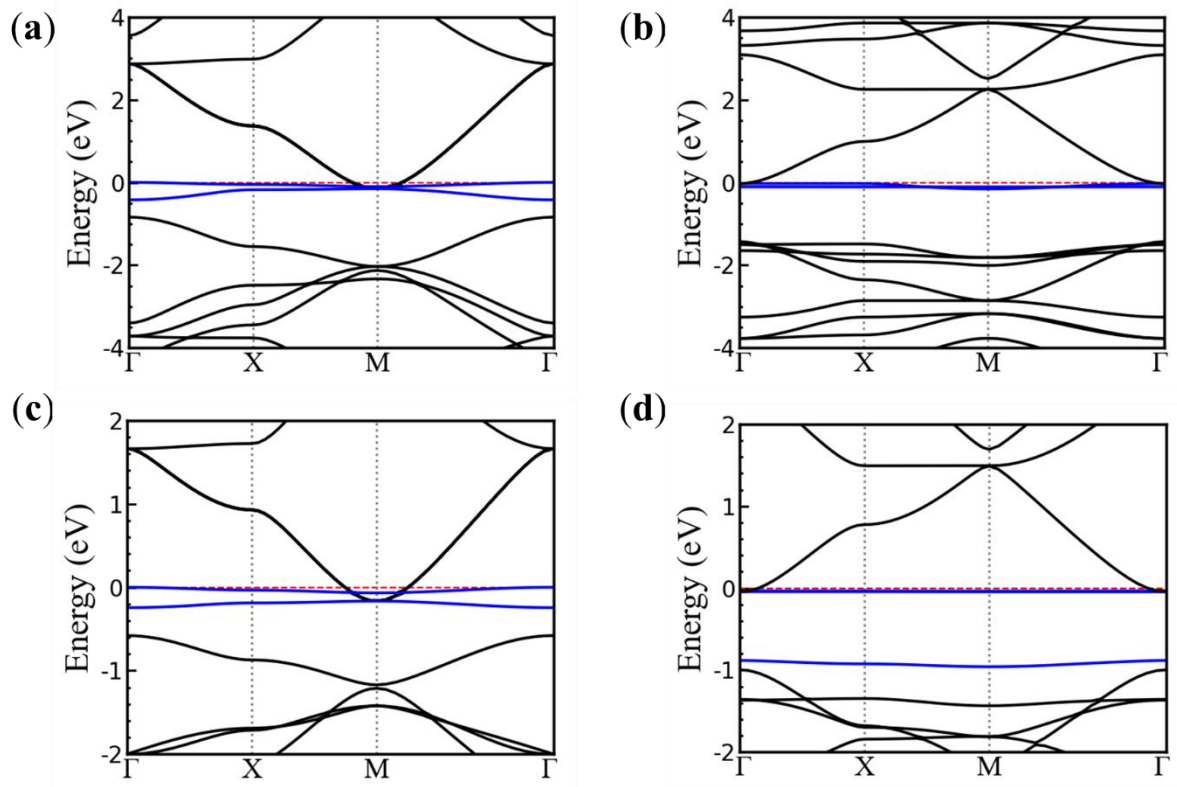 (a)
4
2
0
-2
-4
Energy (eV)
Γ X M Γ
(b)
4
2
0
-2
-4
Energy (eV)
Γ X M Γ
(c)
2
1
0
-1
-2
Energy (eV)
Γ X M Γ
(d)
2
1
0
-1
-2
Energy (eV)
Γ X M Γ